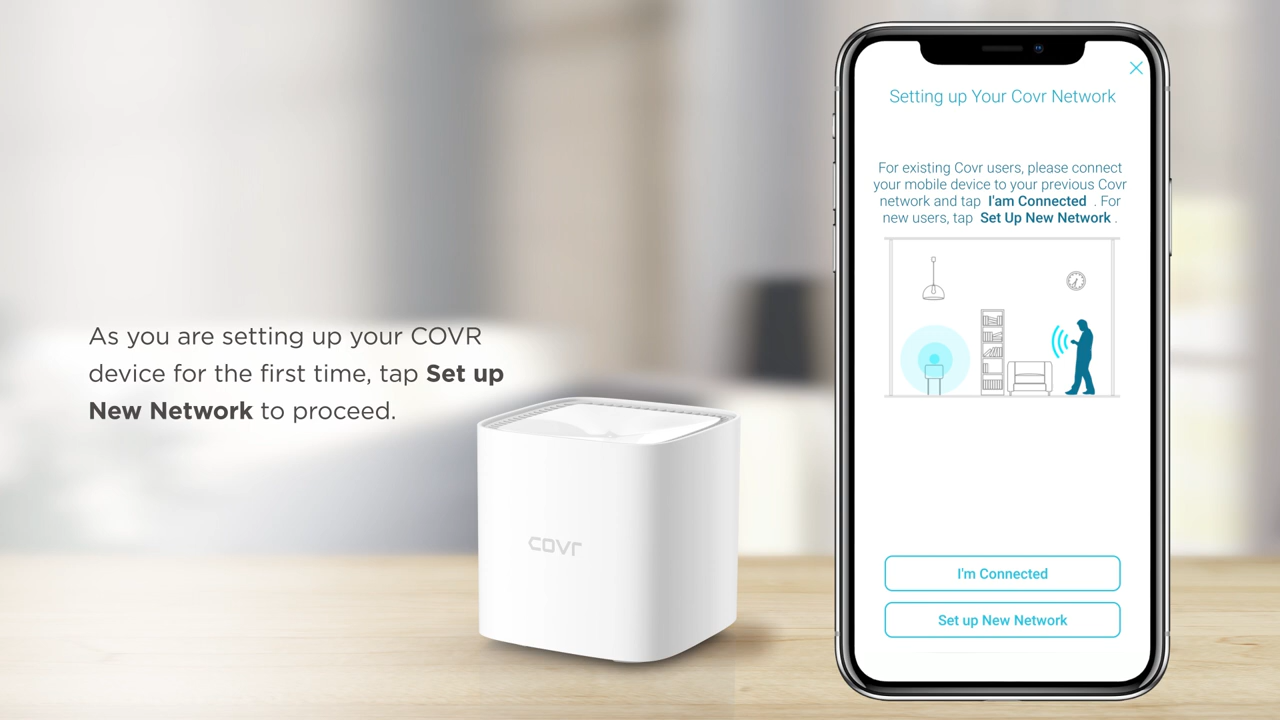 As you are setting up your COVR
device for the first time, tap Set up
New Network to proceed.
covr
Setting up Your Covr Network
For existing Covr users, please connect
your mobile device to your previous Covr
network and tap I'am Connected . For
new users, tap Set Up New Network .
I'm Connected
Set up New Network